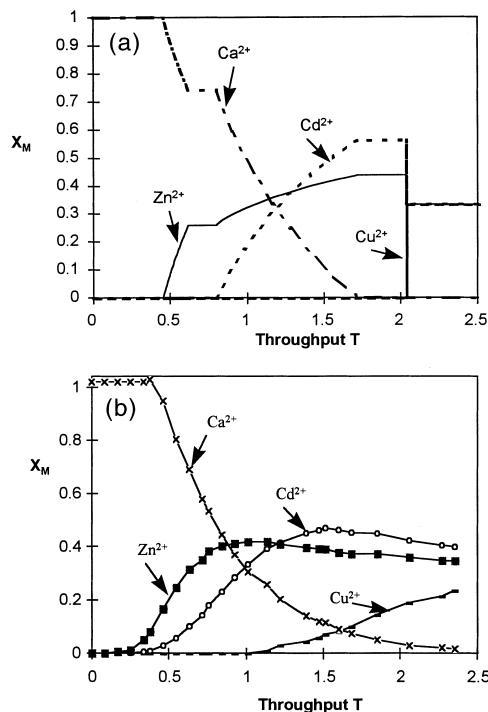 1
(a)
0.9
Ca²⁺
0.8
0.7
Cd²⁺
0.6
X_M
0.5
0.4
Zn²⁺
0.3
0.2
Cu²⁺
0.1
0
0 0.5 1 1.5 2 2.5
Throughput T
1
(b)
Ca²⁺
0.8
X_M
0.6
Cd²⁺
0.4
Zn²⁺
Cu²⁺
0.2
0
0 0.5 1 1.5 2 2.5
Throughput T